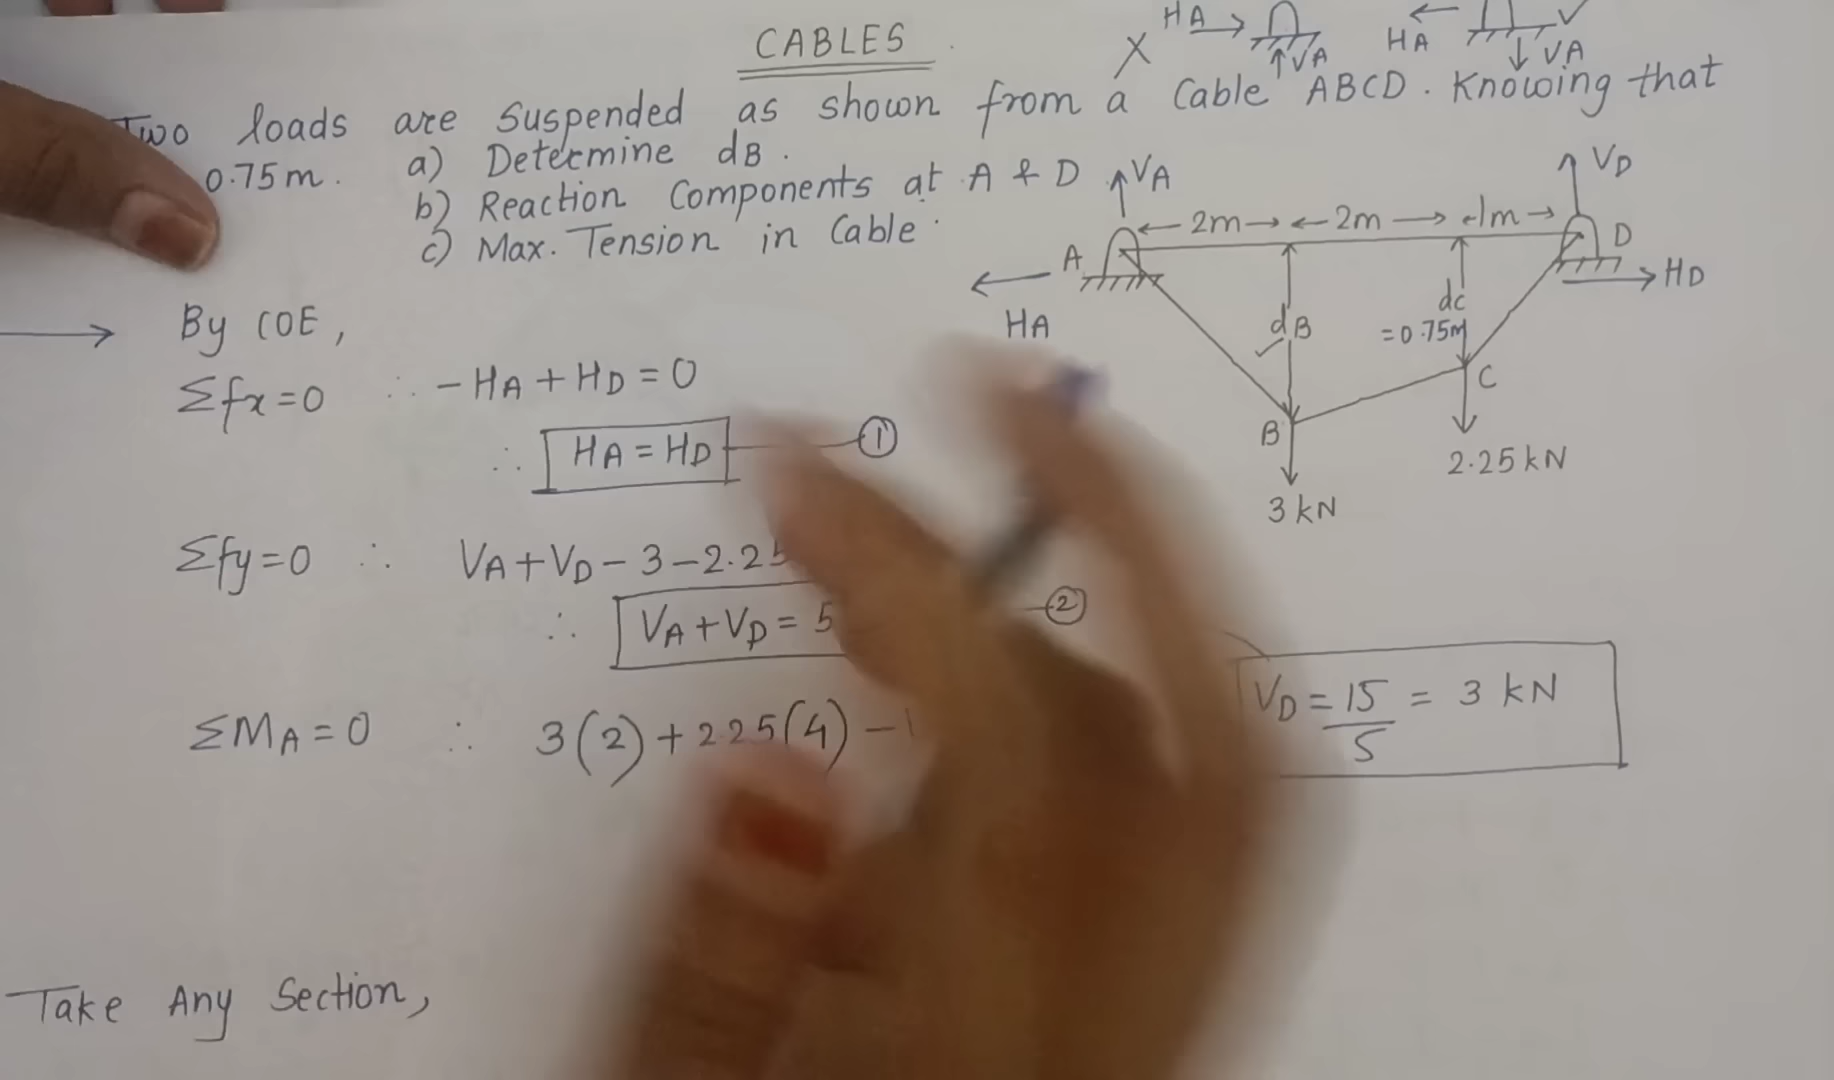 CABLES
X HA VA HA VA
Two loads are suspended as shown from a Cable ABCD. Knowing that
0.75m. a) Determine dB.
b) Reaction Components at A & D
c) Max. Tension in Cable.
VA VD
2m 2m 1m
A D
HA HD
dB dc
= 0.75m
B C
3 kN 2.25 kN
By COE,
Σfx=0 ∴ -HA + HD = 0
∴ HA = HD ①
Σfy=0 ∴ VA+VD-3-2.25
∴ VA+VD = 5 ②
VD = 15/5 = 3 kN
ΣMA=0 ∴ 3(2)+2.25(4)-
Take Any Section,